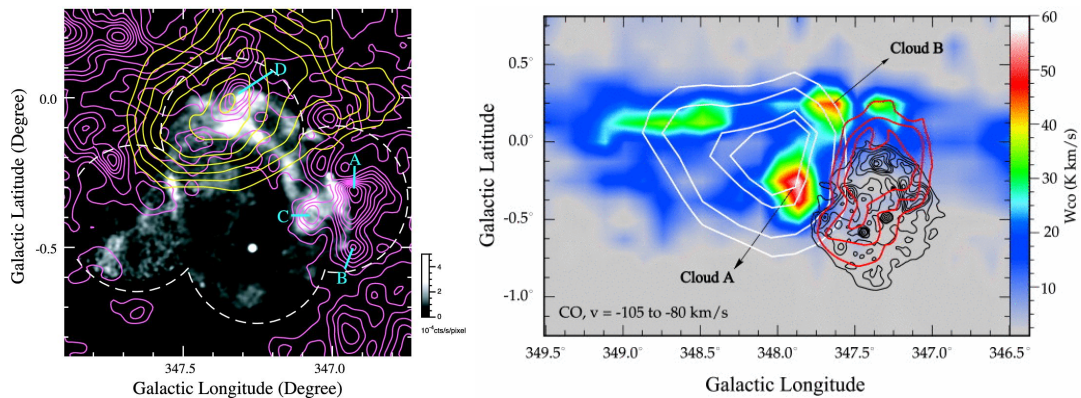 Galactic Latitude (Degree)
0.0
-0.5
D
A
C
B
4
2
0
10⁻⁴cts/s/pixel
347.5
347.0
Galactic Longitude (Degree)
Galactic Latitude
0.5°
0.0°
-0.5°
-1.0°
Cloud B
Cloud A
CO, v = -105 to -80 km/s
349.5°
349.0°
348.5°
348.0°
347.5°
347.0°
346.5°
Galactic Longitude
60
50
40
30
20
10
Wco (K km/s)